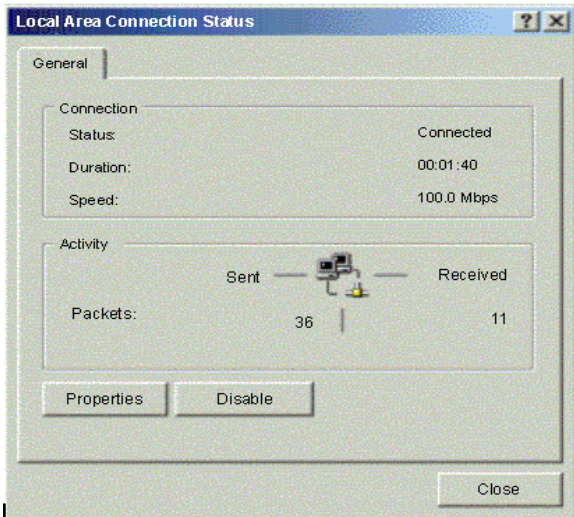 Local Area Connection Status
General
Connection
Status: Connected
Duration: 00:01:40
Speed: 100.0 Mbps
Activity
Sent Received
Packets: 36 11
Properties Disable
Close